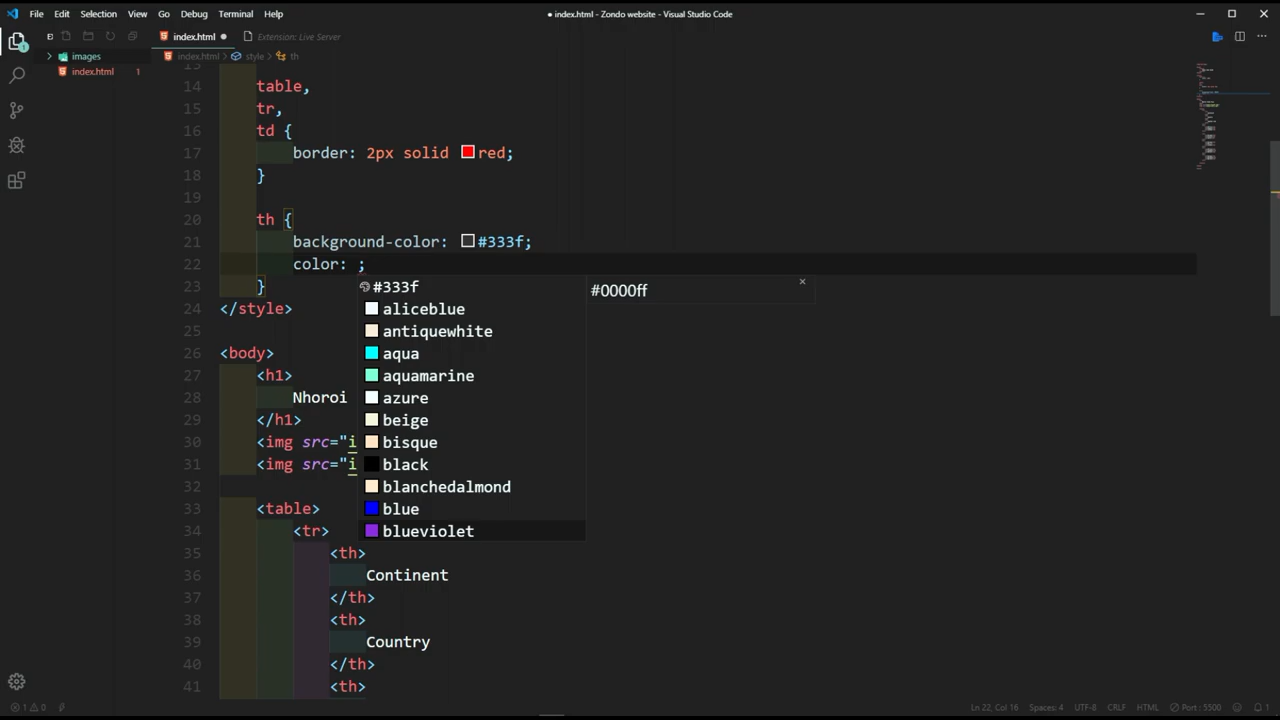 File Edit Selection View Go Debug Terminal Help
● index.html - Zondo website - Visual Studio Code
index.html ●
Extension: Live Server
images
index.html 1
index.html > style > th
13
14 table,
15 tr,
16 td {
17 border: 2px solid red;
18 }
19
20 th {
21 background-color: #333f;
22 color: ;
23 }
24 </style>
25
26 <body>
27 <h1>
28 Nhoroi
29 </h1>
30 <img src="i
31 <img src="i
32
33 <table>
34 <tr>
35 <th>
36 Continent
37 </th>
38 <th>
39 Country
40 </th>
41 <th>
#333f
aliceblue
antiquewhite
aqua
aquamarine
azure
beige
bisque
black
blanchedalmond
blue
blueviolet
#0000ff
1 0
Ln 22, Col 16 Spaces: 4 UTF-8 CRLF HTML Port : 5500 1